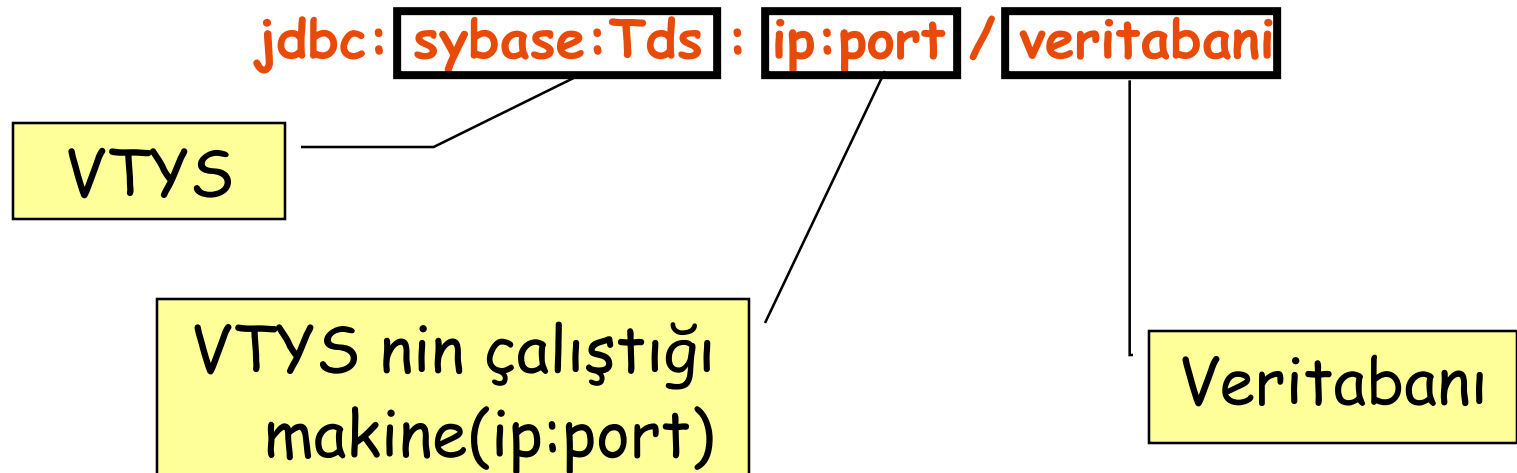 jdbc: sybase:Tds : ip:port / veritabani
VTYS
VTYS nin çalıştığı
makine(ip:port)
Veritabanı